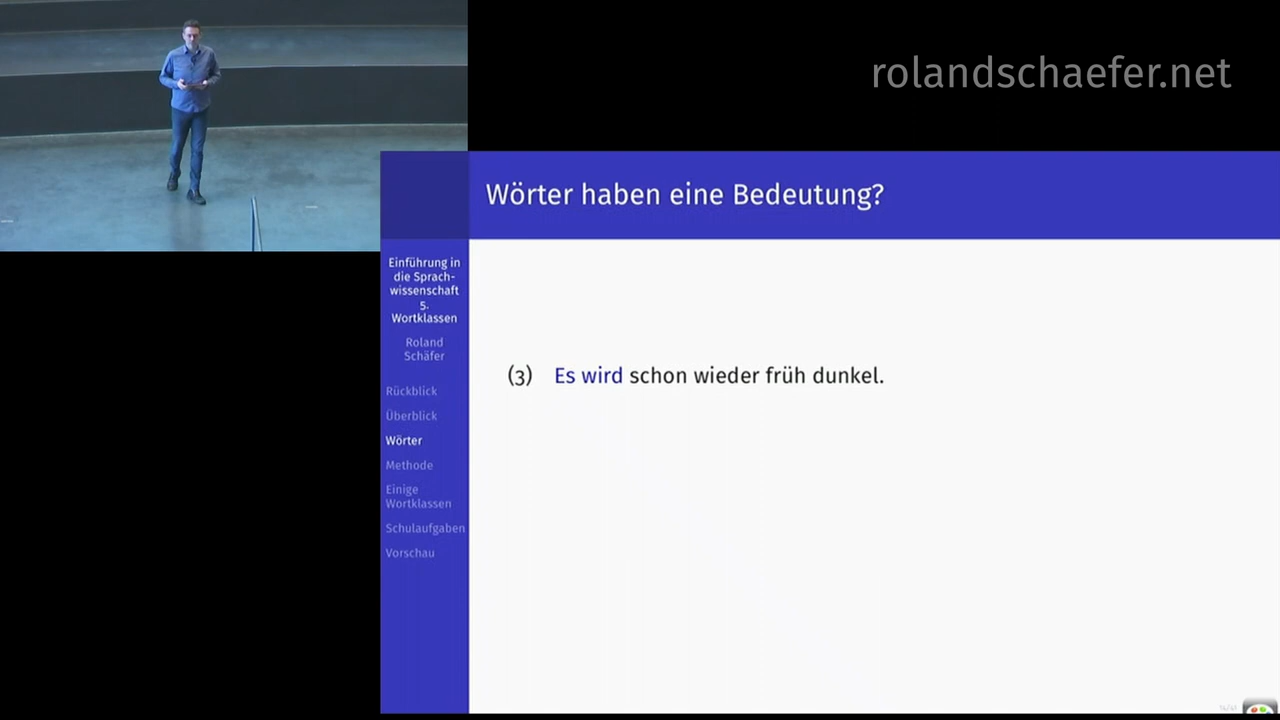 rolandschaefer.net
Wörter haben eine Bedeutung?
Einführung in
die Sprach-
wissenschaft
5.
Wortklassen
Roland
Schäfer
Rückblick
Überblick
Wörter
Methode
Einige
Wortklassen
Schulaufgaben
Vorschau
(3) Es wird schon wieder früh dunkel.